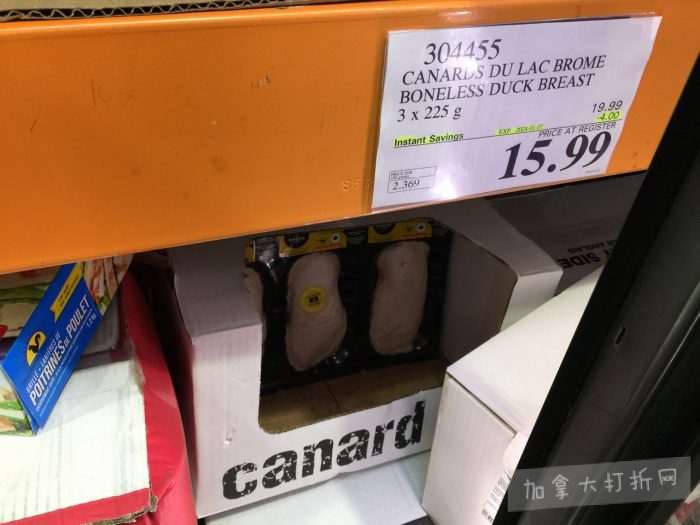 304455
CANARDS DU LAC BROME
BONELESS DUCK BREAST
3 x 225 g
19.99
-4.00
Instant Savings
PRICE AT REGISTER
15.99
2.369
POITRINES DE POULET
canard
SIDE
加拿大打折网